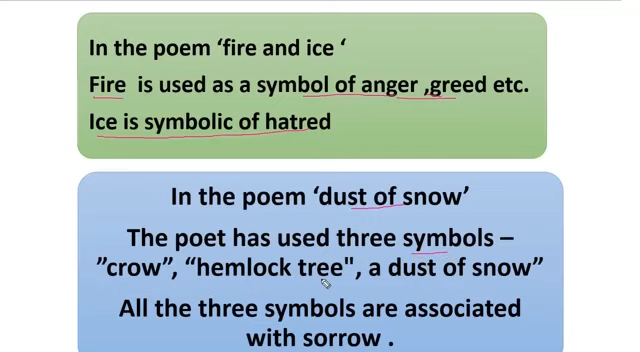 In the poem ‘fire and ice ‘
Fire is used as a symbol of anger ,greed etc.
Ice is symbolic of hatred
In the poem ‘dust of snow’
The poet has used three symbols –
”crow”, “hemlock tree", a dust of snow”
All the three symbols are associated
with sorrow .